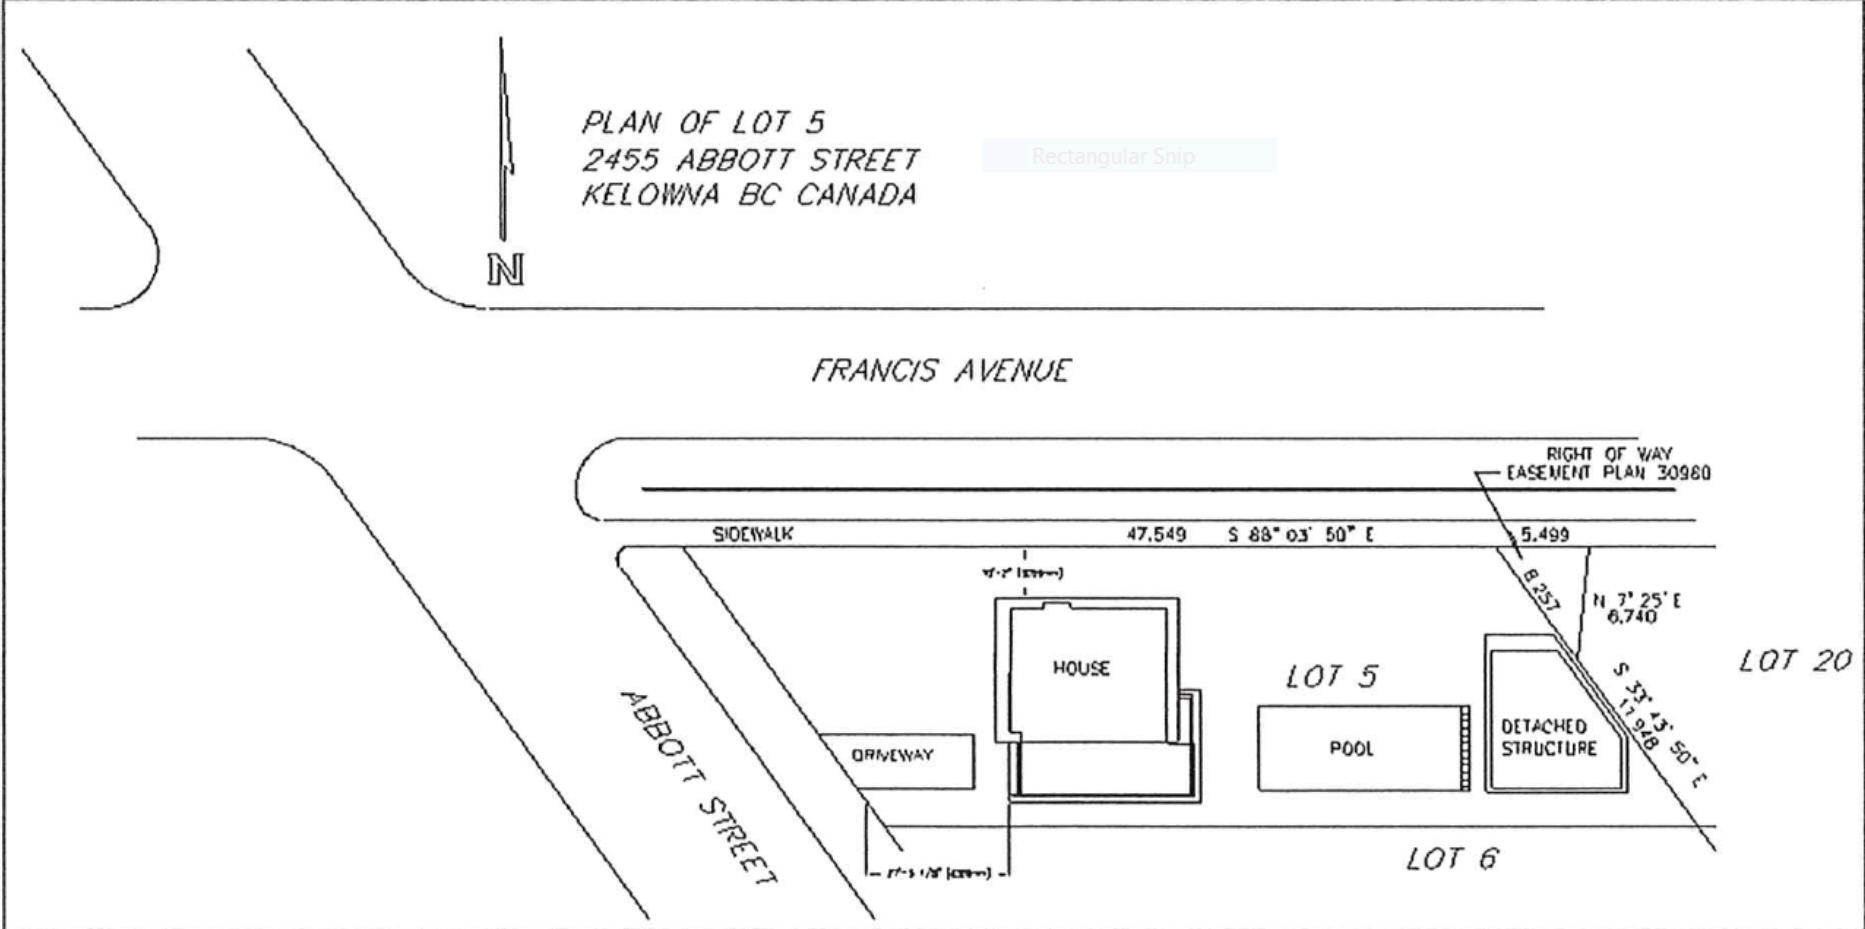 PLAN OF LOT 5
2455 ABBOTT STREET
KELOWNA BC CANADA
Rectangular Snip
N
FRANCIS AVENUE
RIGHT OF WAY
EASEMENT PLAN 30980
SIDEWALK
47.549 S 88° 03' 50" E
5.499
8.257
N 7° 25' E
6.740
HOUSE
LOT 5
LOT 20
S 33° 43' 50" E
17.948
ABBOTT STREET
DRIVEWAY
POOL
DETACHED
STRUCTURE
LOT 6